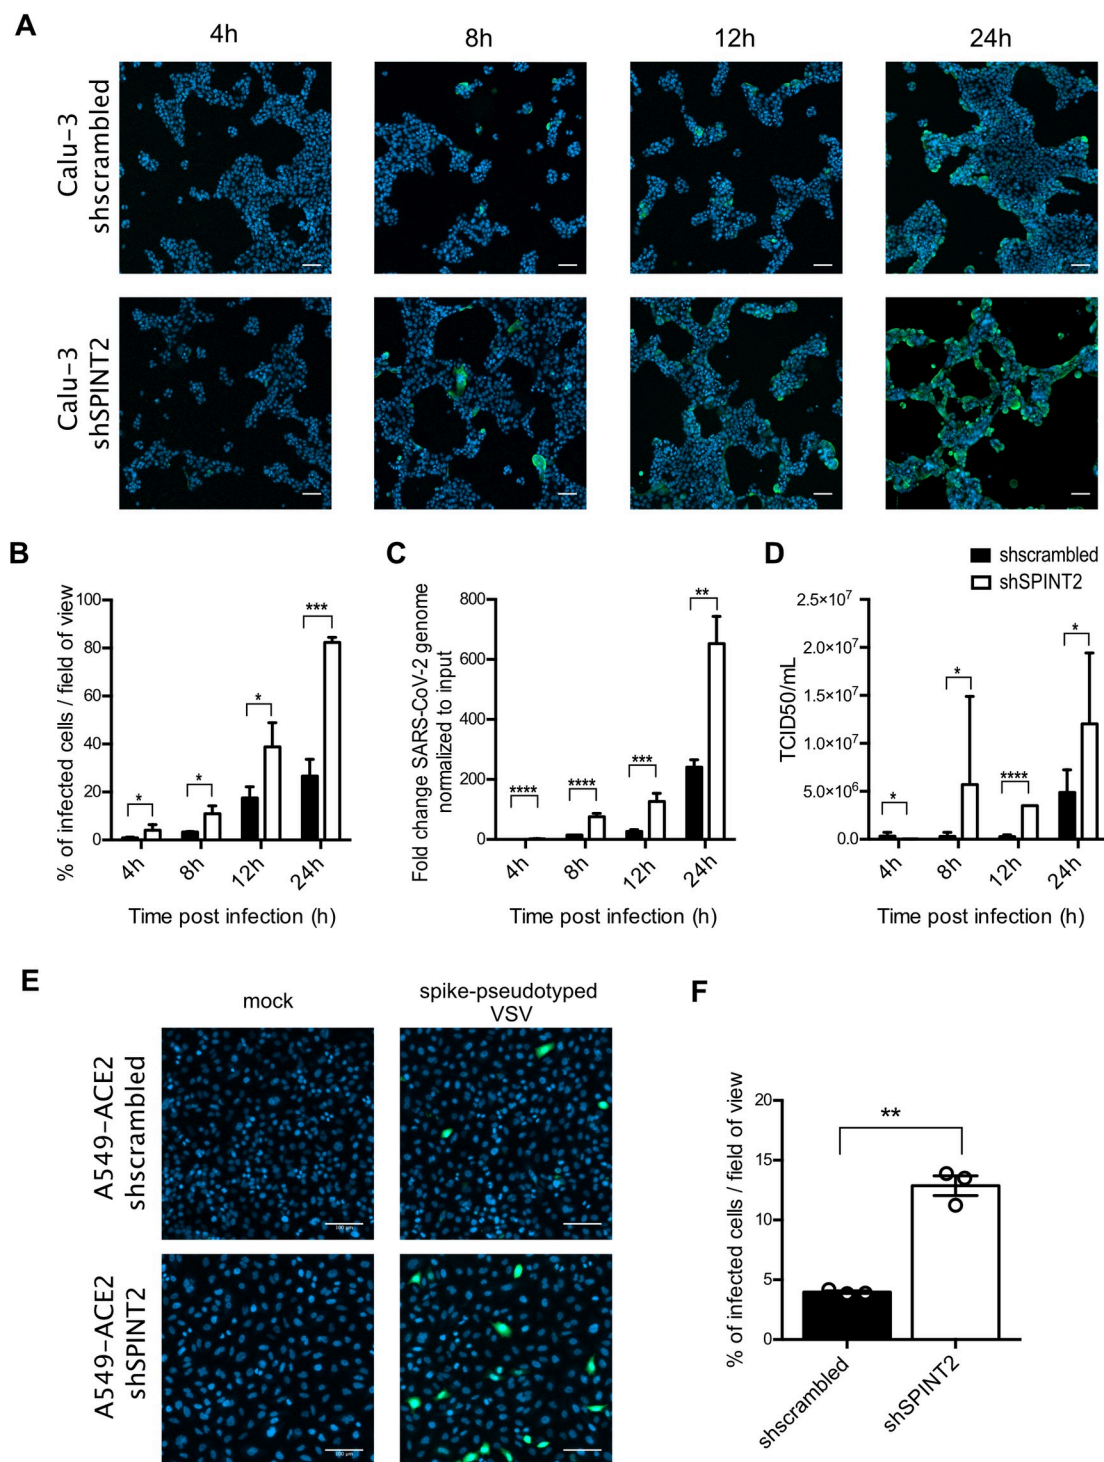 A
4h
8h
12h
24h
Calu-3
shscrambled
Calu-3
shSPINT2
B
% of infected cells / field of view
100
80
60
40
20
0
*
*
*
***
4h
8h
12h
24h
Time post infection (h)
C
Fold change SARS-CoV-2 genome
normalized to input
800
600
400
200
0
****
****
***
**
4h
8h
12h
24h
Time post infection (h)
D
shscrambled
shSPINT2
TCID50/mL
2.5×10⁷
2.0×10⁷
1.5×10⁷
1.0×10⁷
5.0×10⁶
0
*
*
****
*
4h
8h
12h
24h
Time post infection (h)
E
mock
spike-pseudotyped
VSV
A549-ACE2
shscrambled
100 μm
A549-ACE2
shSPINT2
100 μm
F
% of infected cells / field of view
20
15
10
5
0
**
shscrambled
shSPINT2